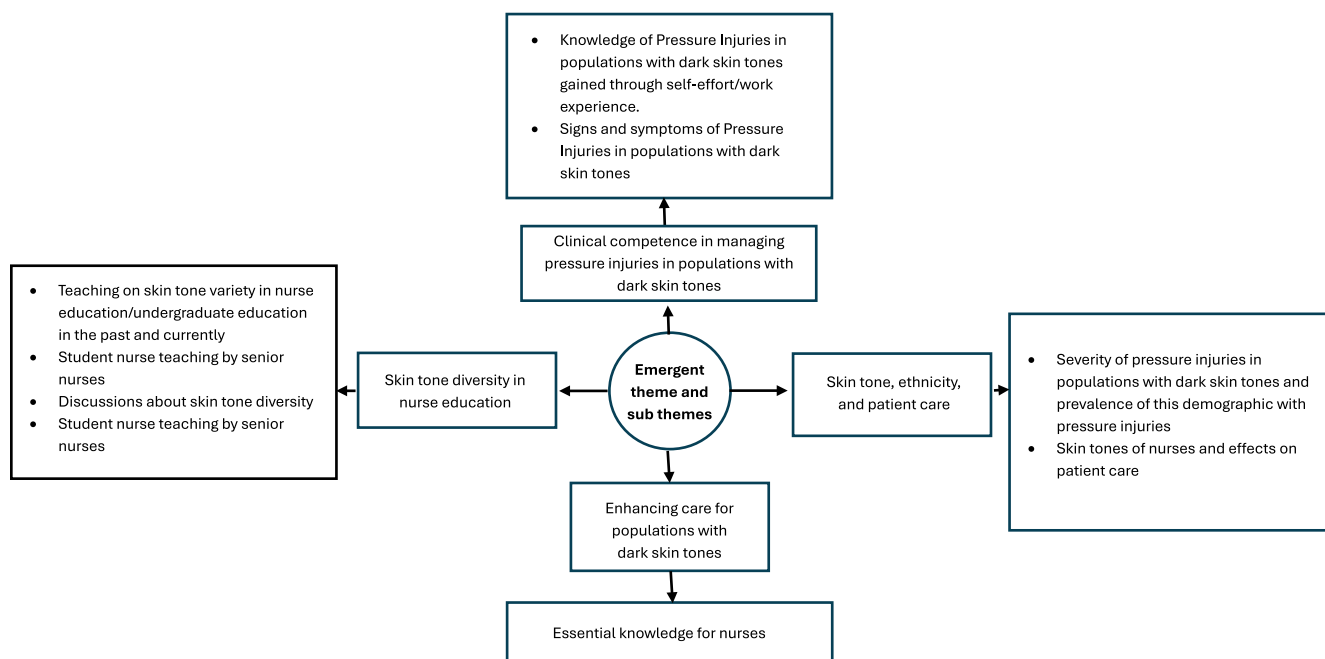 • Knowledge of Pressure Injuries in
populations with dark skin tones
gained through self-effort/work
experience.
• Signs and symptoms of Pressure
Injuries in populations with dark
skin tones
Clinical competence in managing
pressure injuries in populations with
dark skin tones
• Teaching on skin tone variety in nurse
education/undergraduate education
in the past and currently
• Student nurse teaching by senior
nurses
• Discussions about skin tone diversity
• Student nurse teaching by senior
nurses
Skin tone diversity in
nurse education
Emergent
theme and
sub themes
Skin tone, ethnicity,
and patient care
• Severity of pressure injuries in
populations with dark skin tones and
prevalence of this demographic with
pressure injuries
• Skin tones of nurses and effects on
patient care
Enhancing care for
populations with
dark skin tones
Essential knowledge for nurses